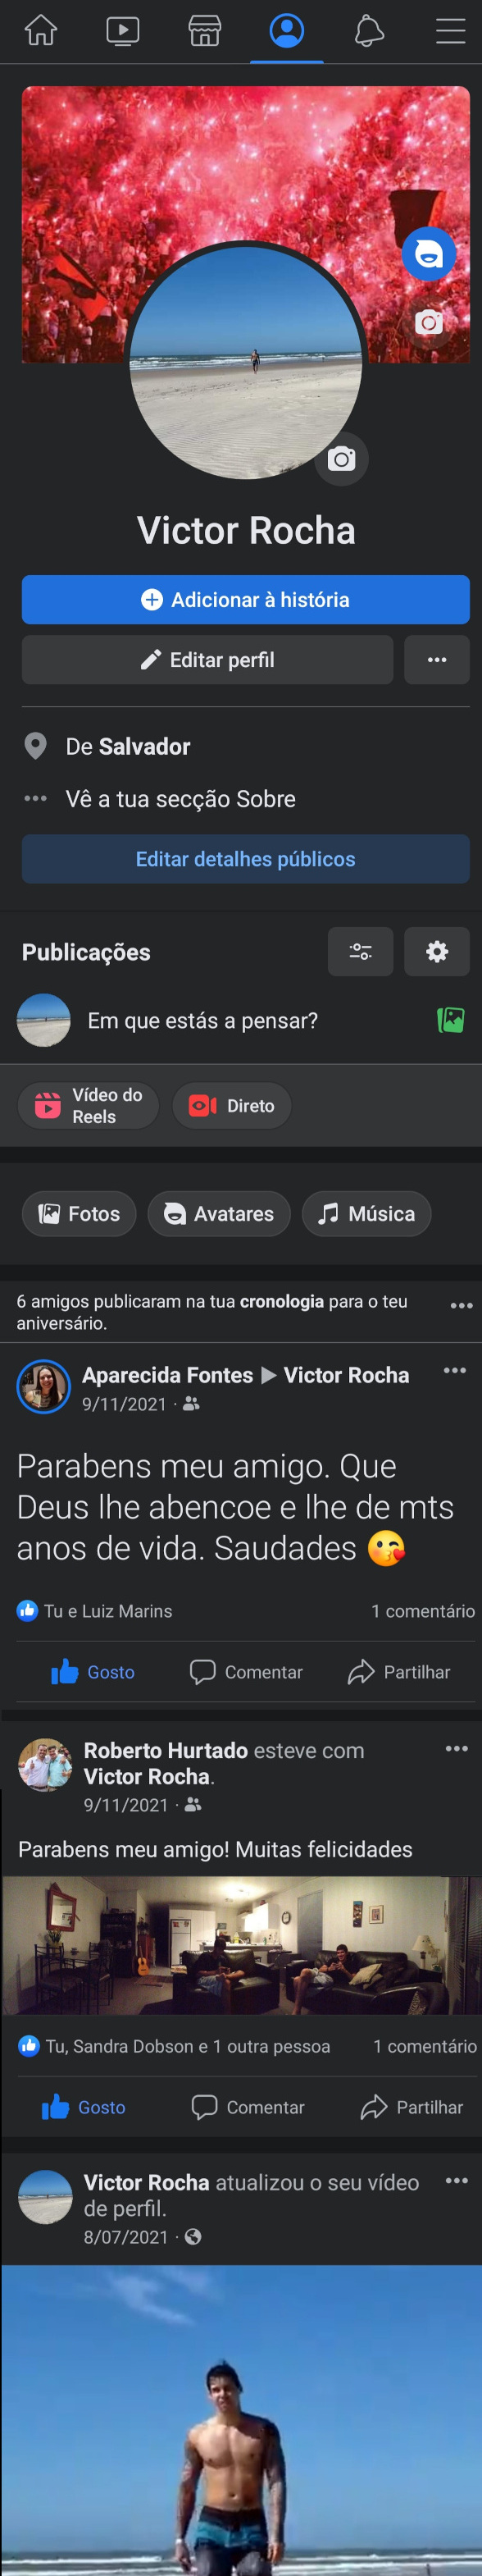 Victor Rocha
Adicionar à história
Editar perfil
De Salvador
Vê a tua secção Sobre
Editar detalhes públicos
Publicações
Em que estás a pensar?
Vídeo do
Reels
Direto
Fotos
Avatares
Música
6 amigos publicaram na tua cronologia para o teu
aniversário.
Aparecida Fontes ▶ Victor Rocha
9/11/2021 ·
Parabens meu amigo. Que
Deus lhe abencoe e lhe de mts
anos de vida. Saudades 😘
Tu e Luiz Marins
1 comentário
Gosto
Comentar
Partilhar
Roberto Hurtado esteve com
Victor Rocha.
9/11/2021 ·
Parabens meu amigo! Muitas felicidades
Tu, Sandra Dobson e 1 outra pessoa
1 comentário
Gosto
Comentar
Partilhar
Victor Rocha atualizou o seu vídeo
de perfil.
8/07/2021 ·